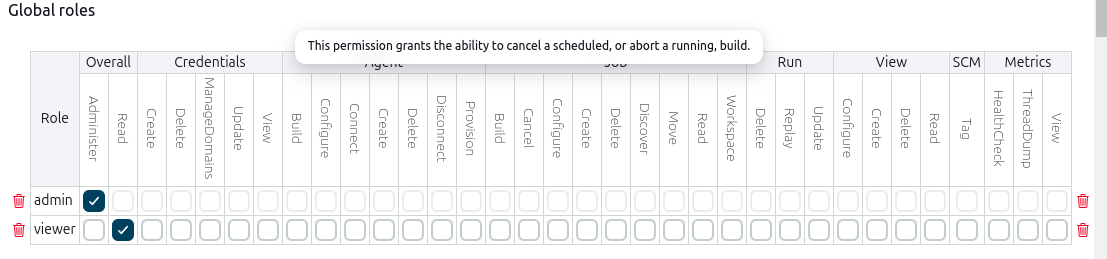 Global roles
This permission grants the ability to cancel a scheduled, or abort a running, build.
Role
Overall
Credentials
Agent
Job
Run
View
SCM
Metrics
Administer
Read
Create
Delete
ManageDomains
Update
View
Build
Configure
Connect
Create
Delete
Disconnect
Provision
Build
Cancel
Configure
Create
Delete
Discover
Move
Read
Workspace
Delete
Replay
Update
Configure
Create
Delete
Read
Tag
HealthCheck
ThreadDump
View
admin
viewer